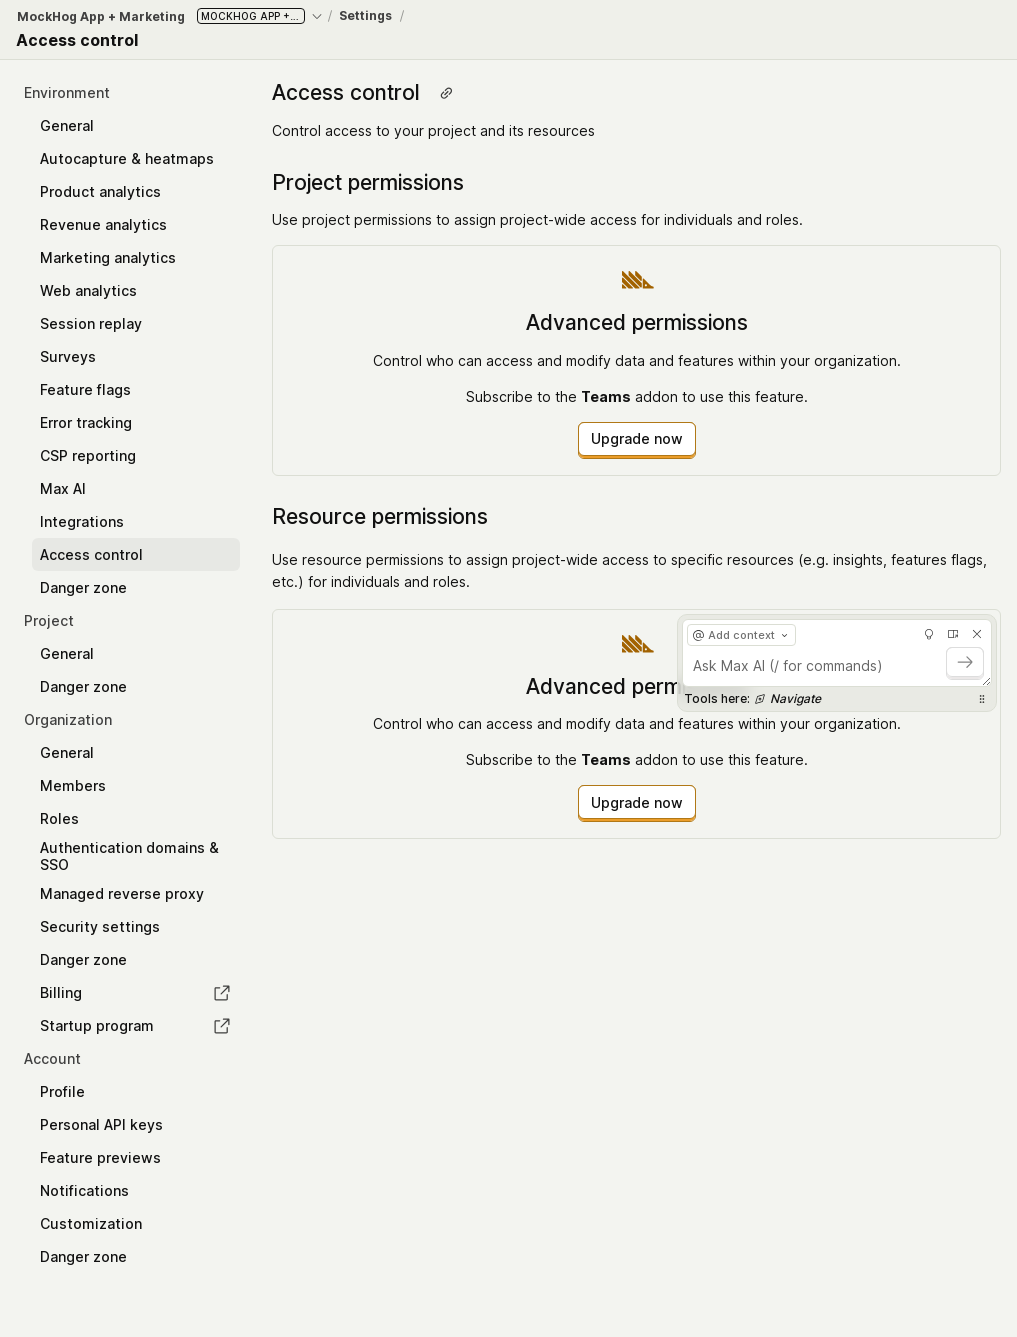 MockHog App + Marketing
MOCKHOG APP +...
/
Settings
/
Access control
Environment
General
Autocapture & heatmaps
Product analytics
Revenue analytics
Marketing analytics
Web analytics
Session replay
Surveys
Feature flags
Error tracking
CSP reporting
Max AI
Integrations
Access control
Danger zone
Project
General
Danger zone
Organization
General
Members
Roles
Authentication domains &
SSO
Managed reverse proxy
Security settings
Danger zone
Billing
Startup program
Account
Profile
Personal API keys
Feature previews
Notifications
Customization
Danger zone
Access control
Control access to your project and its resources
Project permissions
Use project permissions to assign project-wide access for individuals and roles.
Advanced permissions
Control who can access and modify data and features within your organization.
Subscribe to the Teams addon to use this feature.
Upgrade now
Resource permissions
Use resource permissions to assign project-wide access to specific resources (e.g. insights, features flags,
etc.) for individuals and roles.
Advanced perm
Control who can access and modify data and features within your organization.
Subscribe to the Teams addon to use this feature.
Upgrade now
@ Add context
Ask Max AI (/ for commands)
Tools here: Navigate